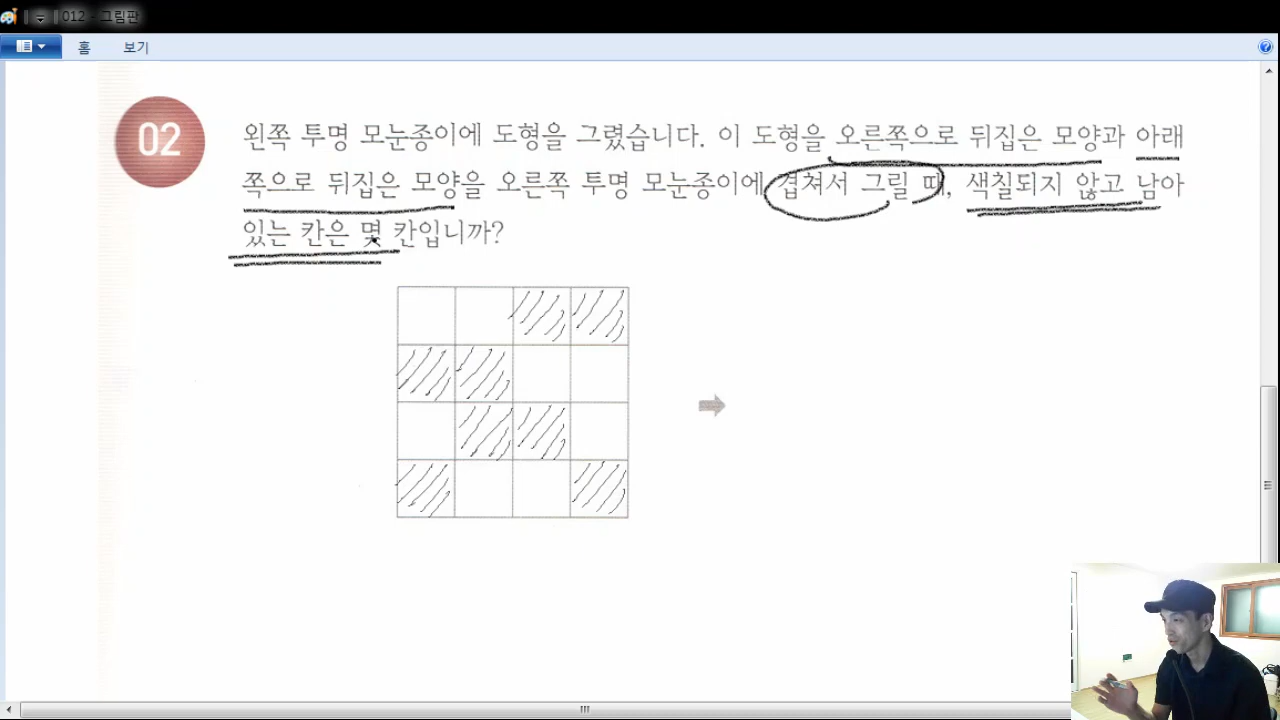 012 - 그림판
홈 보기
02
왼쪽 투명 모눈종이에 도형을 그렸습니다. 이 도형을 오른쪽으로 뒤집은 모양과 아래
쪽으로 뒤집은 모양을 오른쪽 투명 모눈종이에 겹쳐서 그릴 때, 색칠되지 않고 남아
있는 칸은 몇 칸입니까?